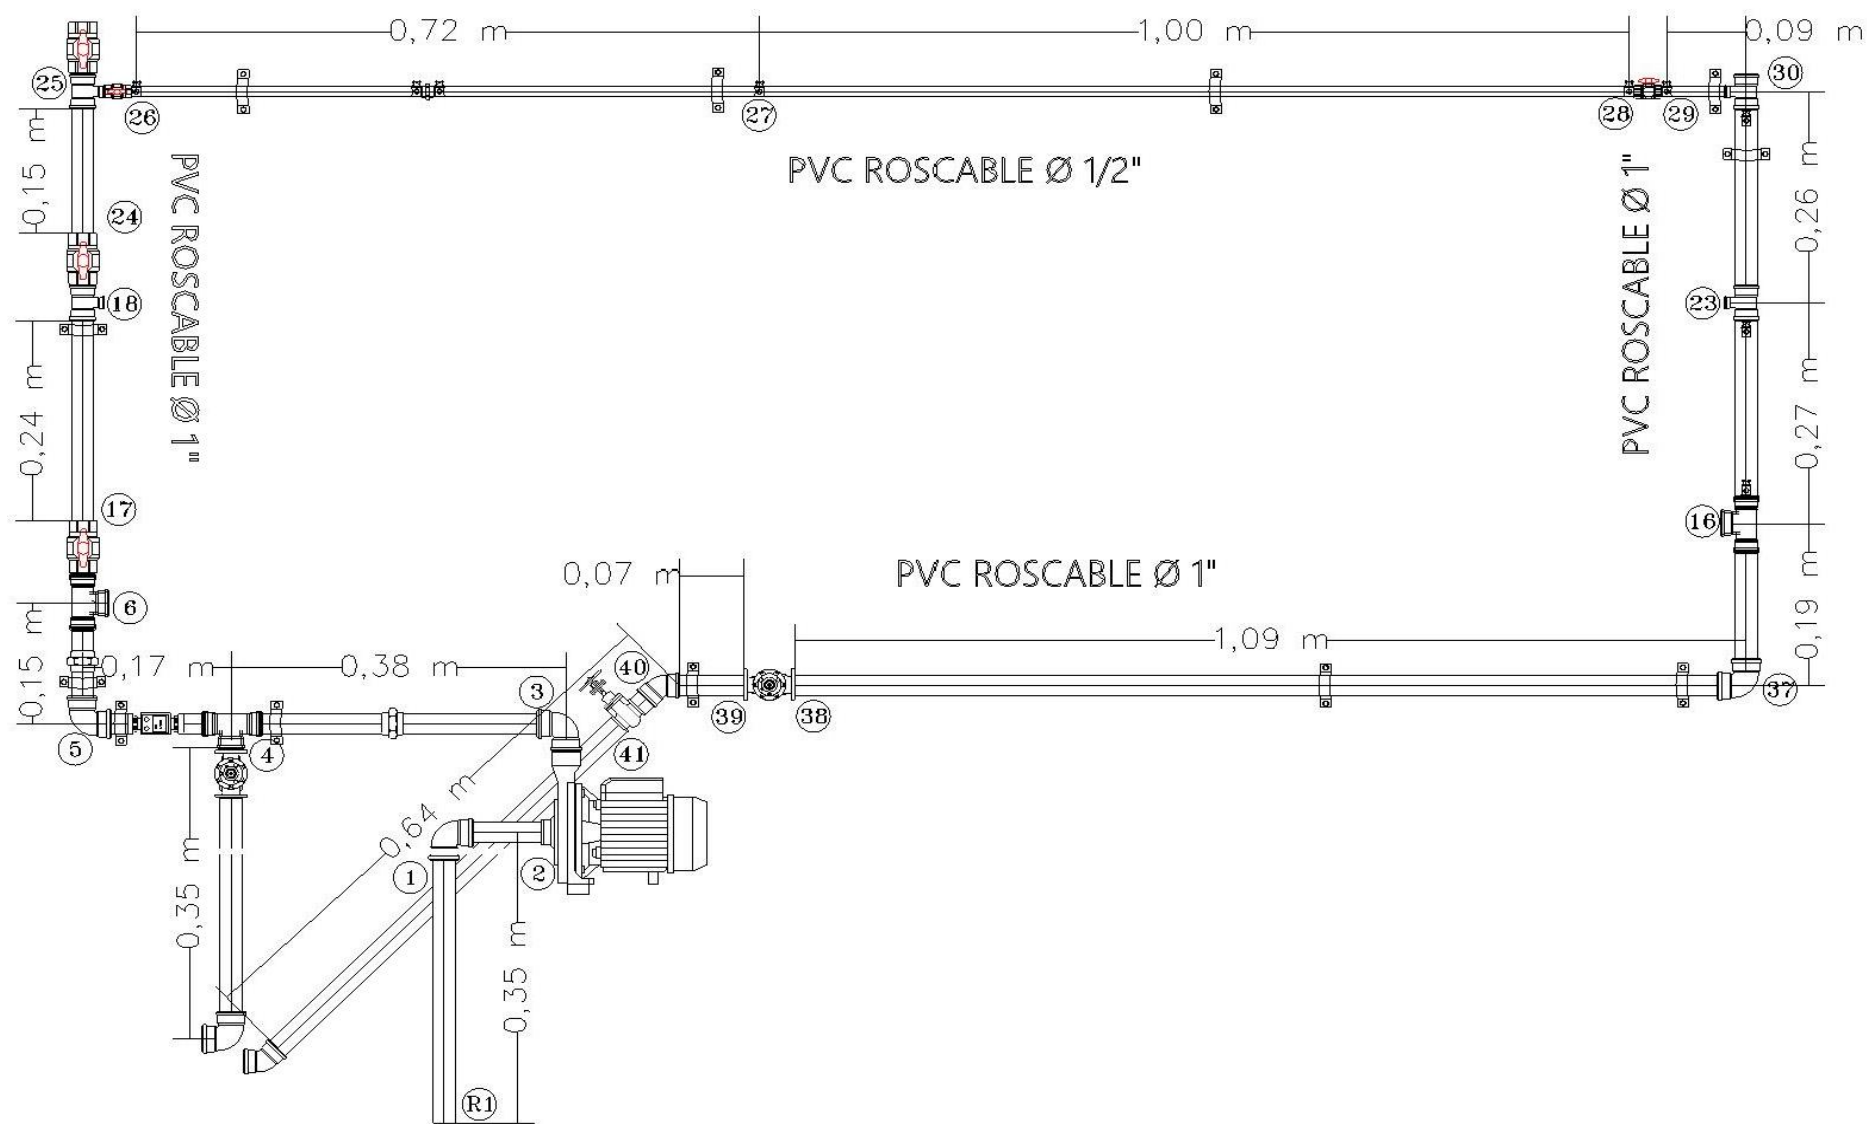 0,72 m
1,00 m
0,09 m
25
30
26
27
28
29
0,15 m
PVC ROSCABLE Ø 1/2"
PVC ROSCABLE Ø 1"
PVC ROSCABLE Ø 1"
24
0,26 m
18
23
0,24 m
0,27 m
17
16
0,07 m
PVC ROSCABLE Ø 1"
6
0,19 m
0,15 m
0,17 m
0,38 m
40
1,09 m
3
37
39
38
5
4
41
0,64 m
1
2
0,35 m
0,35 m
R1